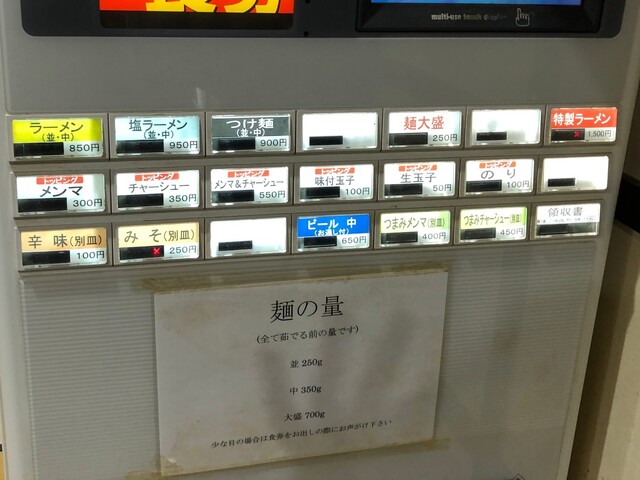 multi-use touch display
ラーメン
(並・中)
850円
塩ラーメン
(並・中)
950円
つけ麺
(並・中)
900円
麺大盛
250円
特製ラーメン
1,500円
トッピング
メンマ
300円
トッピング
チャーシュー
350円
トッピング
メンマ&チャーシュー
550円
トッピング
味付玉子
100円
トッピング
生玉子
50円
トッピング
のり
100円
辛味(別皿)
100円
みそ(別皿)
250円
ビール 中
(お通し付)
650円
つまみメンマ(別皿)
400円
つまみチャーシュー(別皿)
450円
領収書
麺の量
(全て茹でる前の量です)
並 250g
中 350g
大盛 700g
少な目の場合は食券をお出しの際にお声がけ下さい